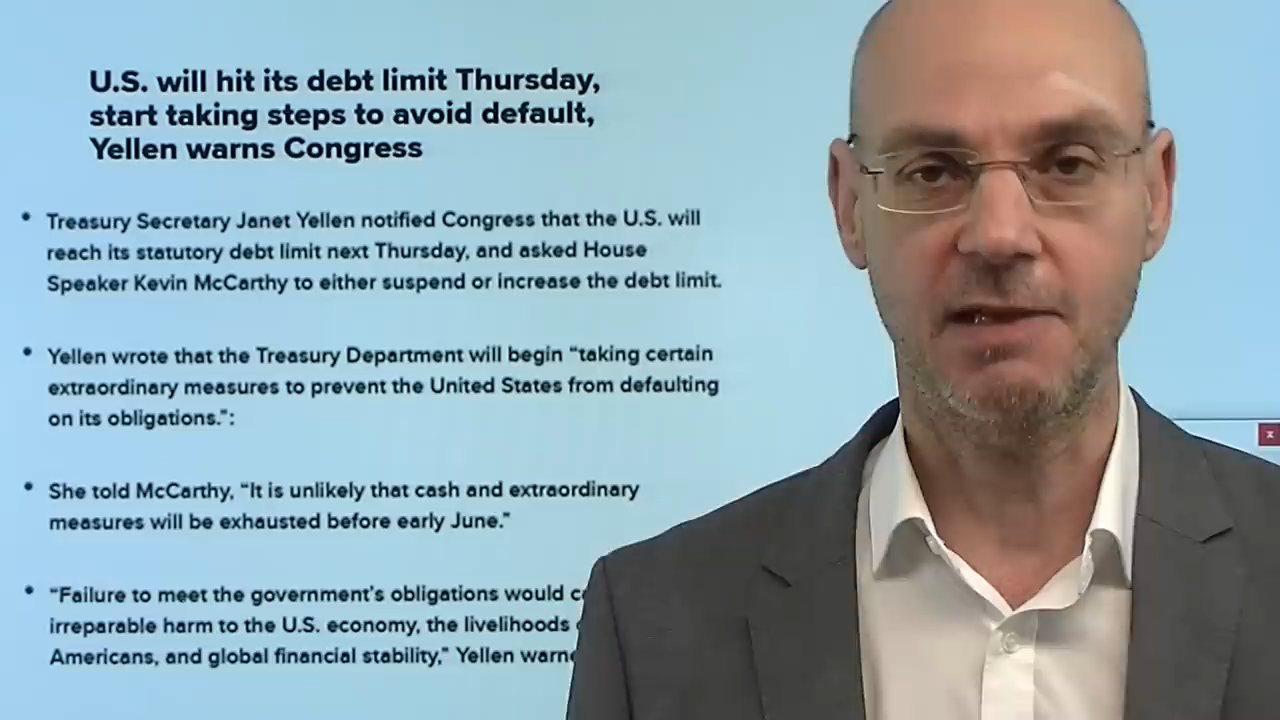 U.S. will hit its debt limit Thursday,
start taking steps to avoid default,
Yellen warns Congress
• Treasury Secretary Janet Yellen notified Congress that the U.S. will
reach its statutory debt limit next Thursday, and asked House
Speaker Kevin McCarthy to either suspend or increase the debt limit.
• Yellen wrote that the Treasury Department will begin “taking certain
extraordinary measures to prevent the United States from defaulting
on its obligations.”:
• She told McCarthy, “It is unlikely that cash and extraordinary
measures will be exhausted before early June.”
• “Failure to meet the government’s obligations would
irreparable harm to the U.S. economy, the livelihoods
Americans, and global financial stability,” Yellen
x